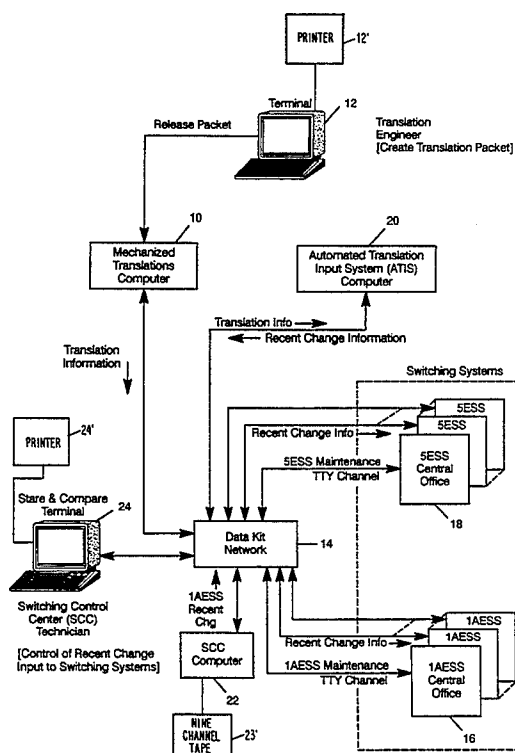 PRINTER
12'
Terminal
12
Release Packet
Translation
Engineer
[Create Translation Packet]
10
Mechanized
Translations
Computer
20
Automated Translation
Input System (ATIS)
Computer
Translation Info
Recent Change Information
Translation
Information
Switching Systems
PRINTER
24'
5ESS
5ESS
Recent Change Info
5ESS
Central
Office
5ESS Maintenance
TTY Channel
18
Stare & Compare
Terminal
24
Data Kit
Network
14
Switching Control
Center (SCC)
Technician
[Control of Recent Change
Input to Switching Systems]
1AESS
Recent
Chg
SCC
Computer
22
NINE
CHANNEL
TAPE
23'
1AESS
1AESS
Recent Change Info
1AESS
Central
Office
1AESS Maintenance
TTY Channel
16